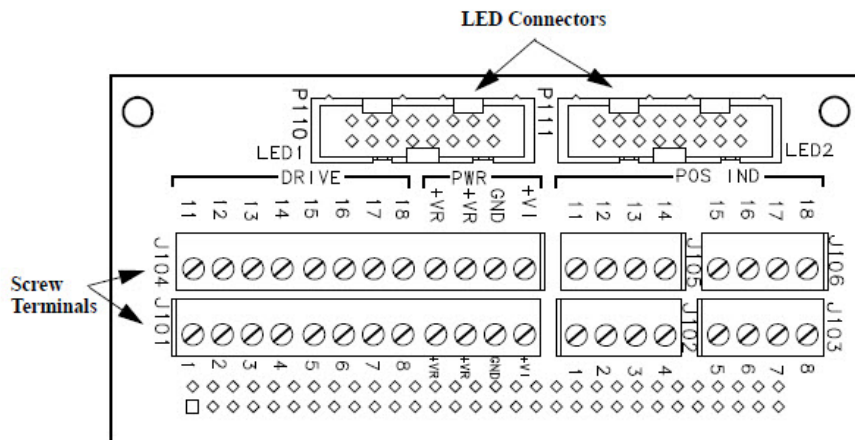 LED Connectors
P110
P111
LED1
LED2
DRIVE
PWR
POS IND
11 12 13 14 15 16 17 18 +VR +VR GND +VI 11 12 13 14 15 16 17 18
J104
J105
J106
Screw
Terminals
J101
J102
J103
1 2 3 4 5 6 7 8 +VR +VR GND +VI 1 2 3 4 5 6 7 8